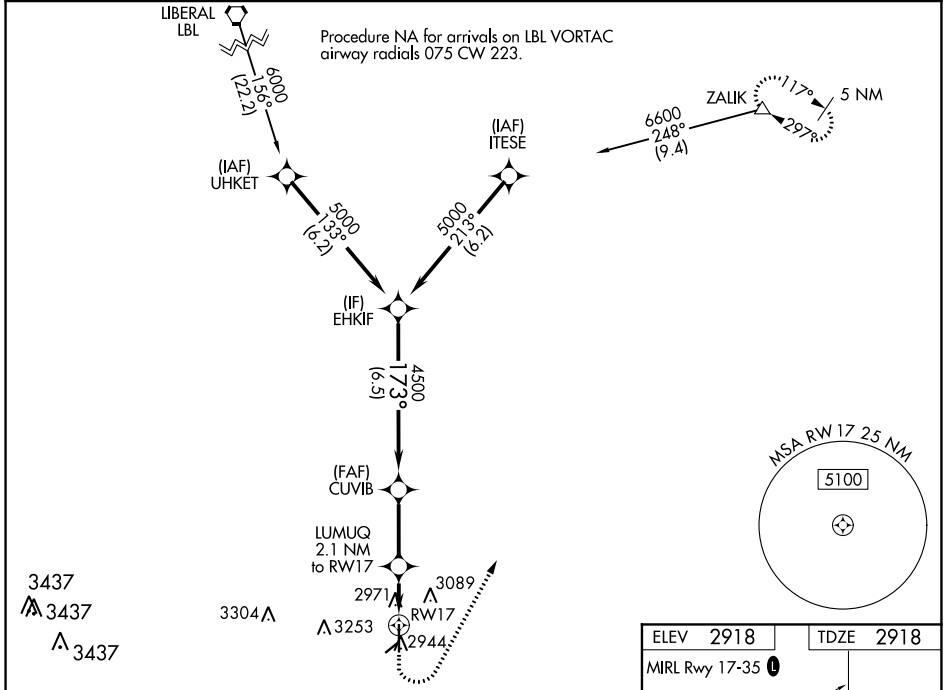 LIBERAL
LBL
Procedure NA for arrivals on LBL VORTAC
airway radials 075 CW 223.
6000
156°
(22.2)
ZALIK
117°
5 NM
297°
6600
248°
(9.4)
(IAF)
ITESE
(IAF)
UHKET
5000
133°
(6.2)
5000
213°
(6.2)
(IF)
EHKIF
4500
173°
(6.5)
MSA RW 17 25 NM
5100
(FAF)
CUVIB
LUMUQ
2.1 NM
to RW17
3437
3437
3437
3304
3253
2971
3089
RW17
2944
ELEV 2918
TDZE 2918
MIRL Rwy 17-35 L